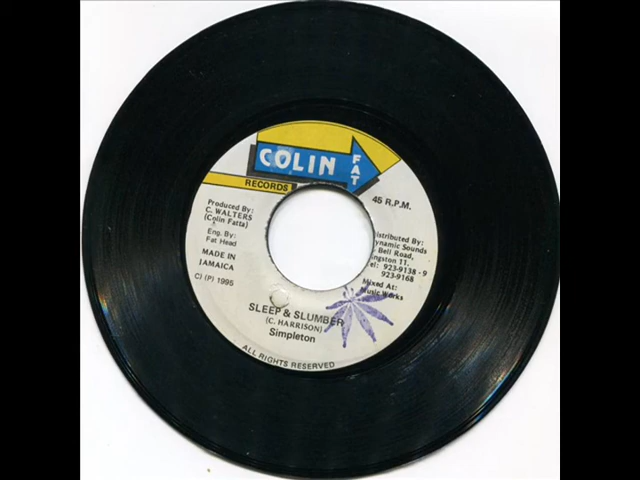 COLIN
FAT
RECORDS
45 R.P.M.
Produced By:
C. WALTERS
(Colin Fatta)
Eng. By:
Fat Head
MADE IN
JAMAICA
C) (P) 1995
Distributed By:
Dynamic Sounds
Bell Road,
Kingston 11.
Tel: 923-9138 - 9
923-9168
Mixed At:
Music Works
SLEEP & SLUMBER
(C. HARRISON)
Simpleton
ALL RIGHTS RESERVED